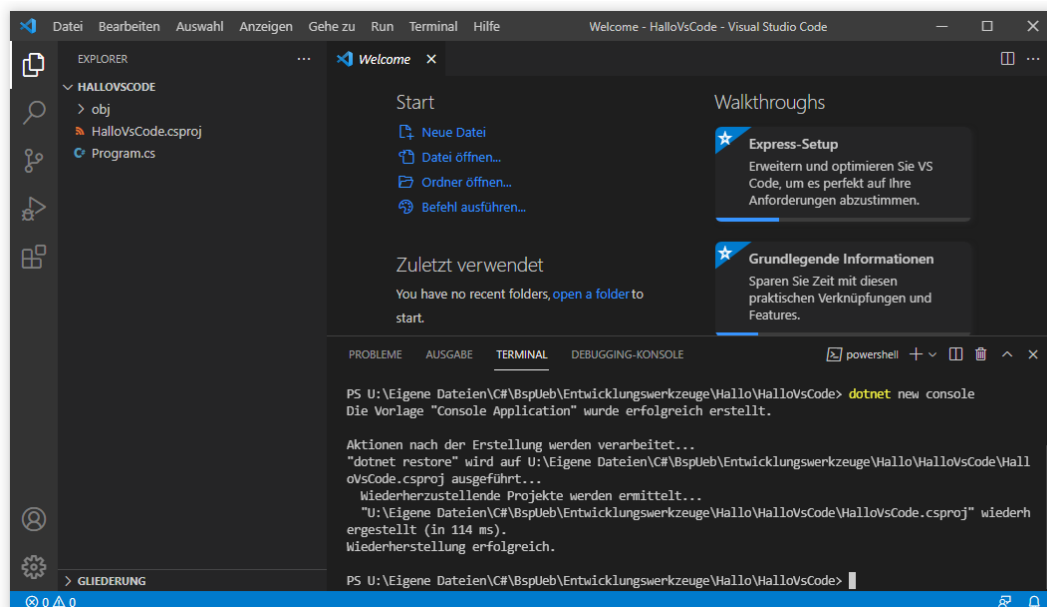 Datei Bearbeiten Auswahl Anzeigen Gehe zu Run Terminal Hilfe Welcome - HalloVsCode - Visual Studio Code
EXPLORER
HALLOVSCODE
obj
HalloVsCode.csproj
Program.cs
GLIEDERUNG
Welcome
Start
Neue Datei
Datei öffnen...
Ordner öffnen...
Befehl ausführen...
Zuletzt verwendet
You have no recent folders, open a folder to
start.
Walkthroughs
Express-Setup
Erweitern und optimieren Sie VS
Code, um es perfekt auf Ihre
Anforderungen abzustimmen.
Grundlegende Informationen
Sparen Sie Zeit mit diesen
praktischen Verknüpfungen und
Features.
PROBLEME AUSGABE TERMINAL DEBUGGING-KONSOLE powershell
PS U:\Eigene Dateien\C#\BspUeb\Entwicklungswerkzeuge\Hallo\HalloVsCode> dotnet new console
Die Vorlage "Console Application" wurde erfolgreich erstellt.
Aktionen nach der Erstellung werden verarbeitet...
"dotnet restore" wird auf U:\Eigene Dateien\C#\BspUeb\Entwicklungswerkzeuge\Hallo\HalloVsCode\Hall
oVsCode.csproj ausgeführt...
Wiederherzustellende Projekte werden ermittelt...
"U:\Eigene Dateien\C#\BspUeb\Entwicklungswerkzeuge\Hallo\HalloVsCode\HalloVsCode.csproj" wiederh
ergestellt (in 114 ms).
Wiederherstellung erfolgreich.
PS U:\Eigene Dateien\C#\BspUeb\Entwicklungswerkzeuge\Hallo\HalloVsCode>
0 0